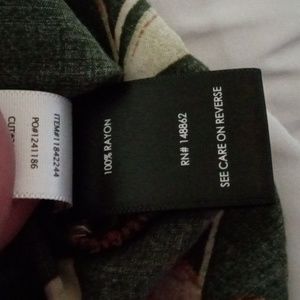 ITEM#11842244
PO#1241186
100% RAYON
RN# 148862
SEE CARE ON REVERSE